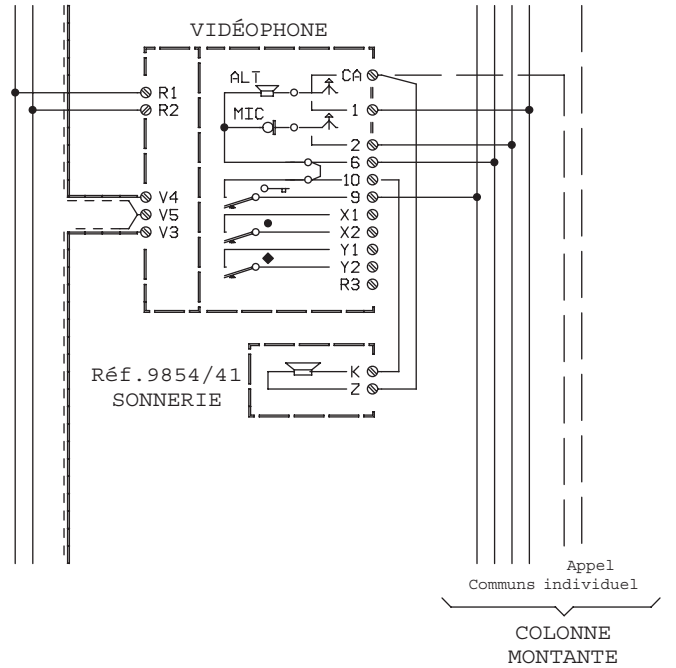 VIDÉOPHONE
R1
R2
V4
V5
V3
ALT
MIC
CA
1
2
6
10
9
X1
X2
Y1
Y2
R3
Réf.9854/41
SONNERIE
K
Z
Appel
Communs individuel
COLONNE
MONTANTE